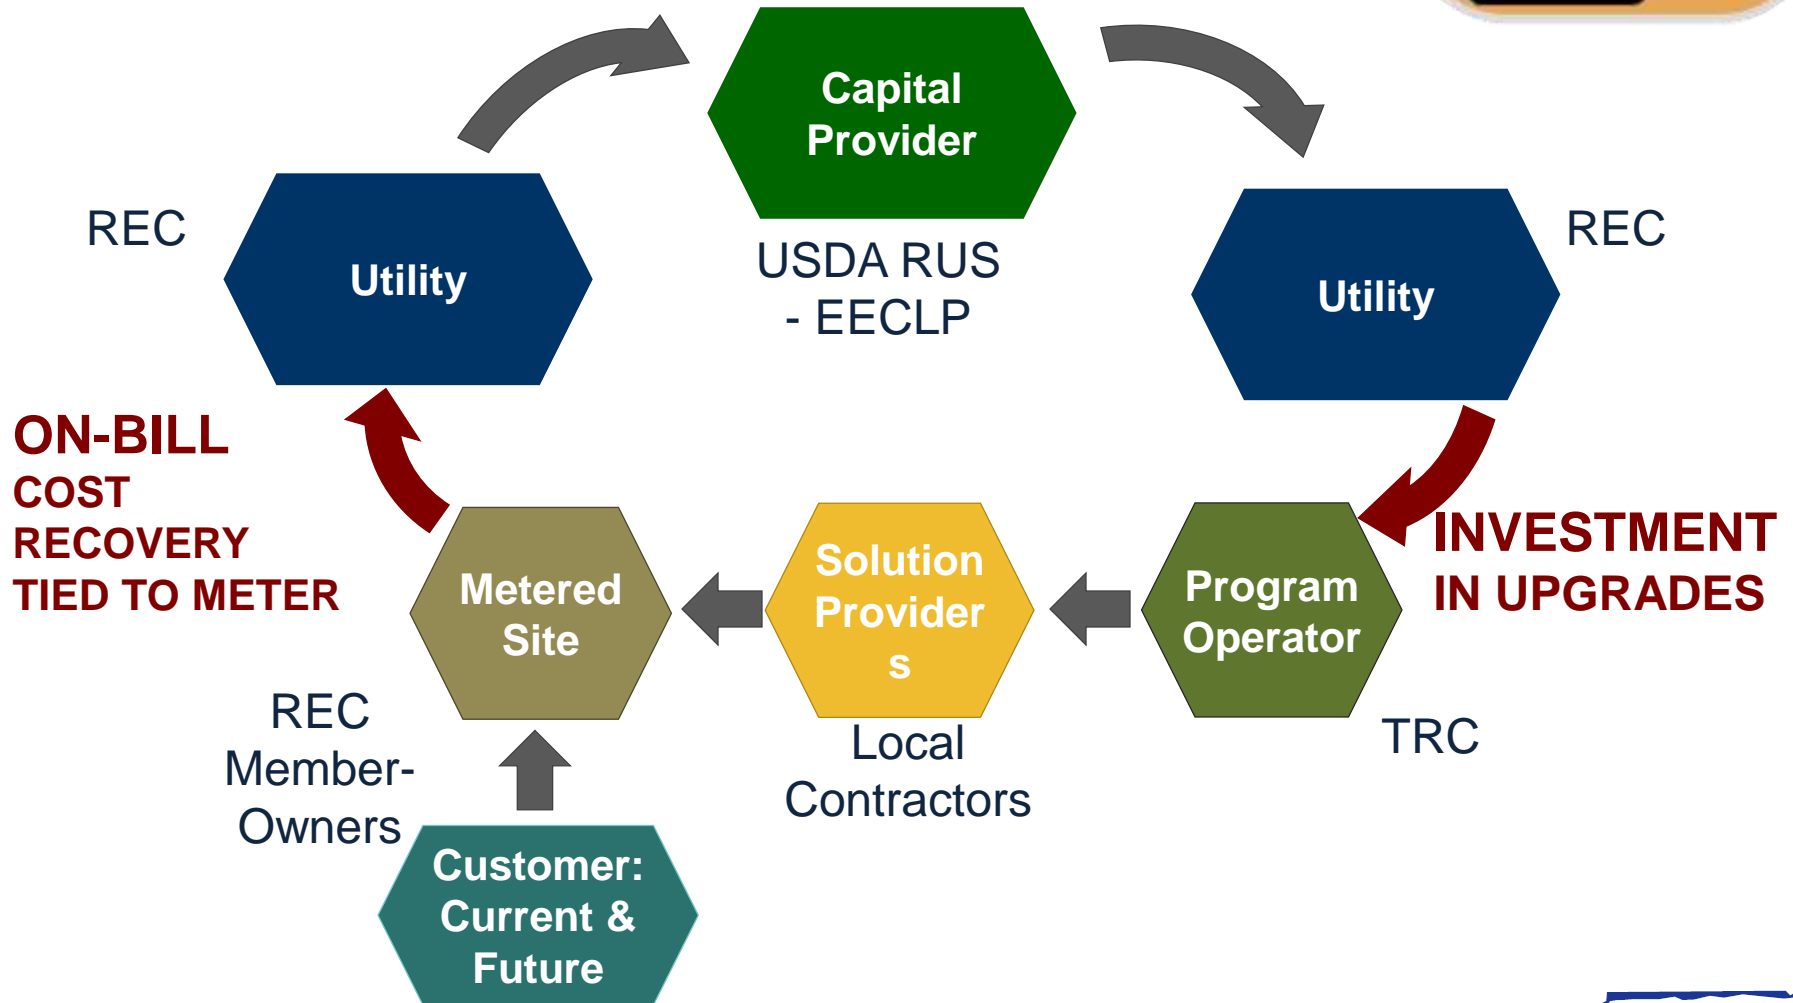 Capital
Provider
REC
Utility
USDA RUS
- EECLP
REC
Utility
ON-BILL
COST
RECOVERY
TIED TO METER
Metered
Site
Solution
Provider
s
Program
Operator
INVESTMENT
IN UPGRADES
REC
Member-
Owners
Local
Contractors
TRC
Customer:
Current &
Future